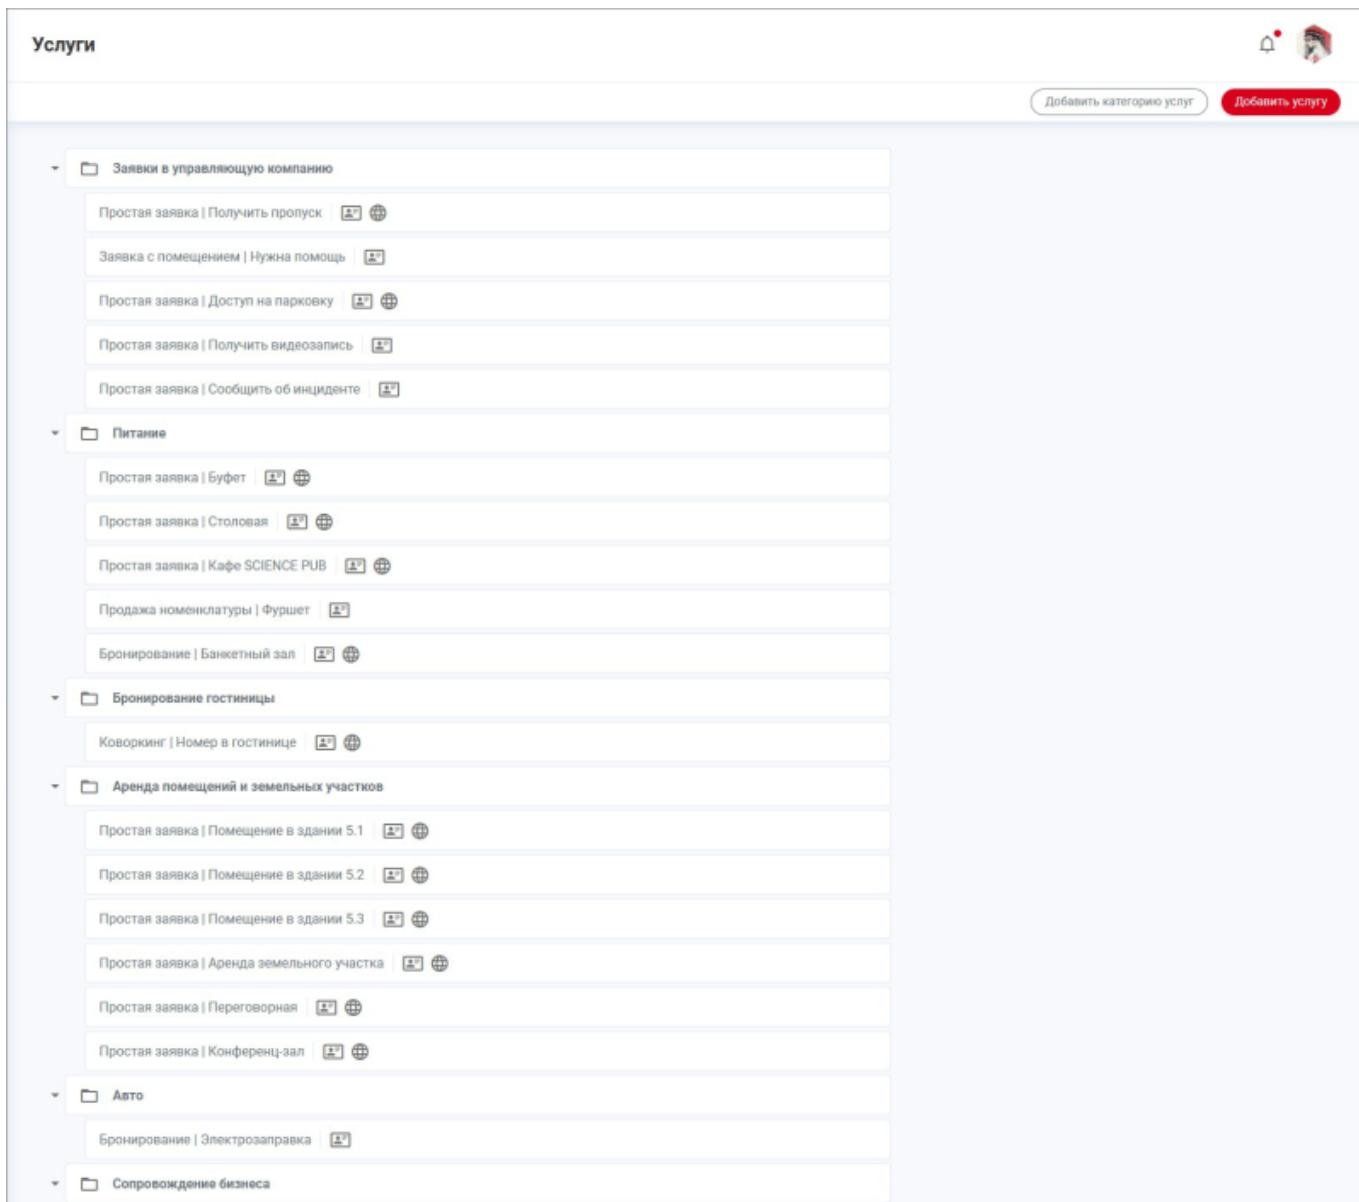 Услуги
Добавить категорию услуг
Добавить услугу
Заявки в управляющую компанию
Простая заявка | Получить пропуск
Заявка с помещением | Нужна помощь
Простая заявка | Доступ на парковку
Простая заявка | Получить видеозапись
Простая заявка | Сообщить об инциденте
Питание
Простая заявка | Буфет
Простая заявка | Столовая
Простая заявка | Кафе SCIENCE PUB
Продажа номенклатуры | Фуршет
Бронирование | Банкетный зал
Бронирование гостиницы
Коворкинг | Номер в гостинице
Аренда помещений и земельных участков
Простая заявка | Помещение в здании 5.1
Простая заявка | Помещение в здании 5.2
Простая заявка | Помещение в здании 5.3
Простая заявка | Аренда земельного участка
Простая заявка | Переговорная
Простая заявка | Конференц-зал
Авто
Бронирование | Электрозаправка
Сопровождение бизнеса